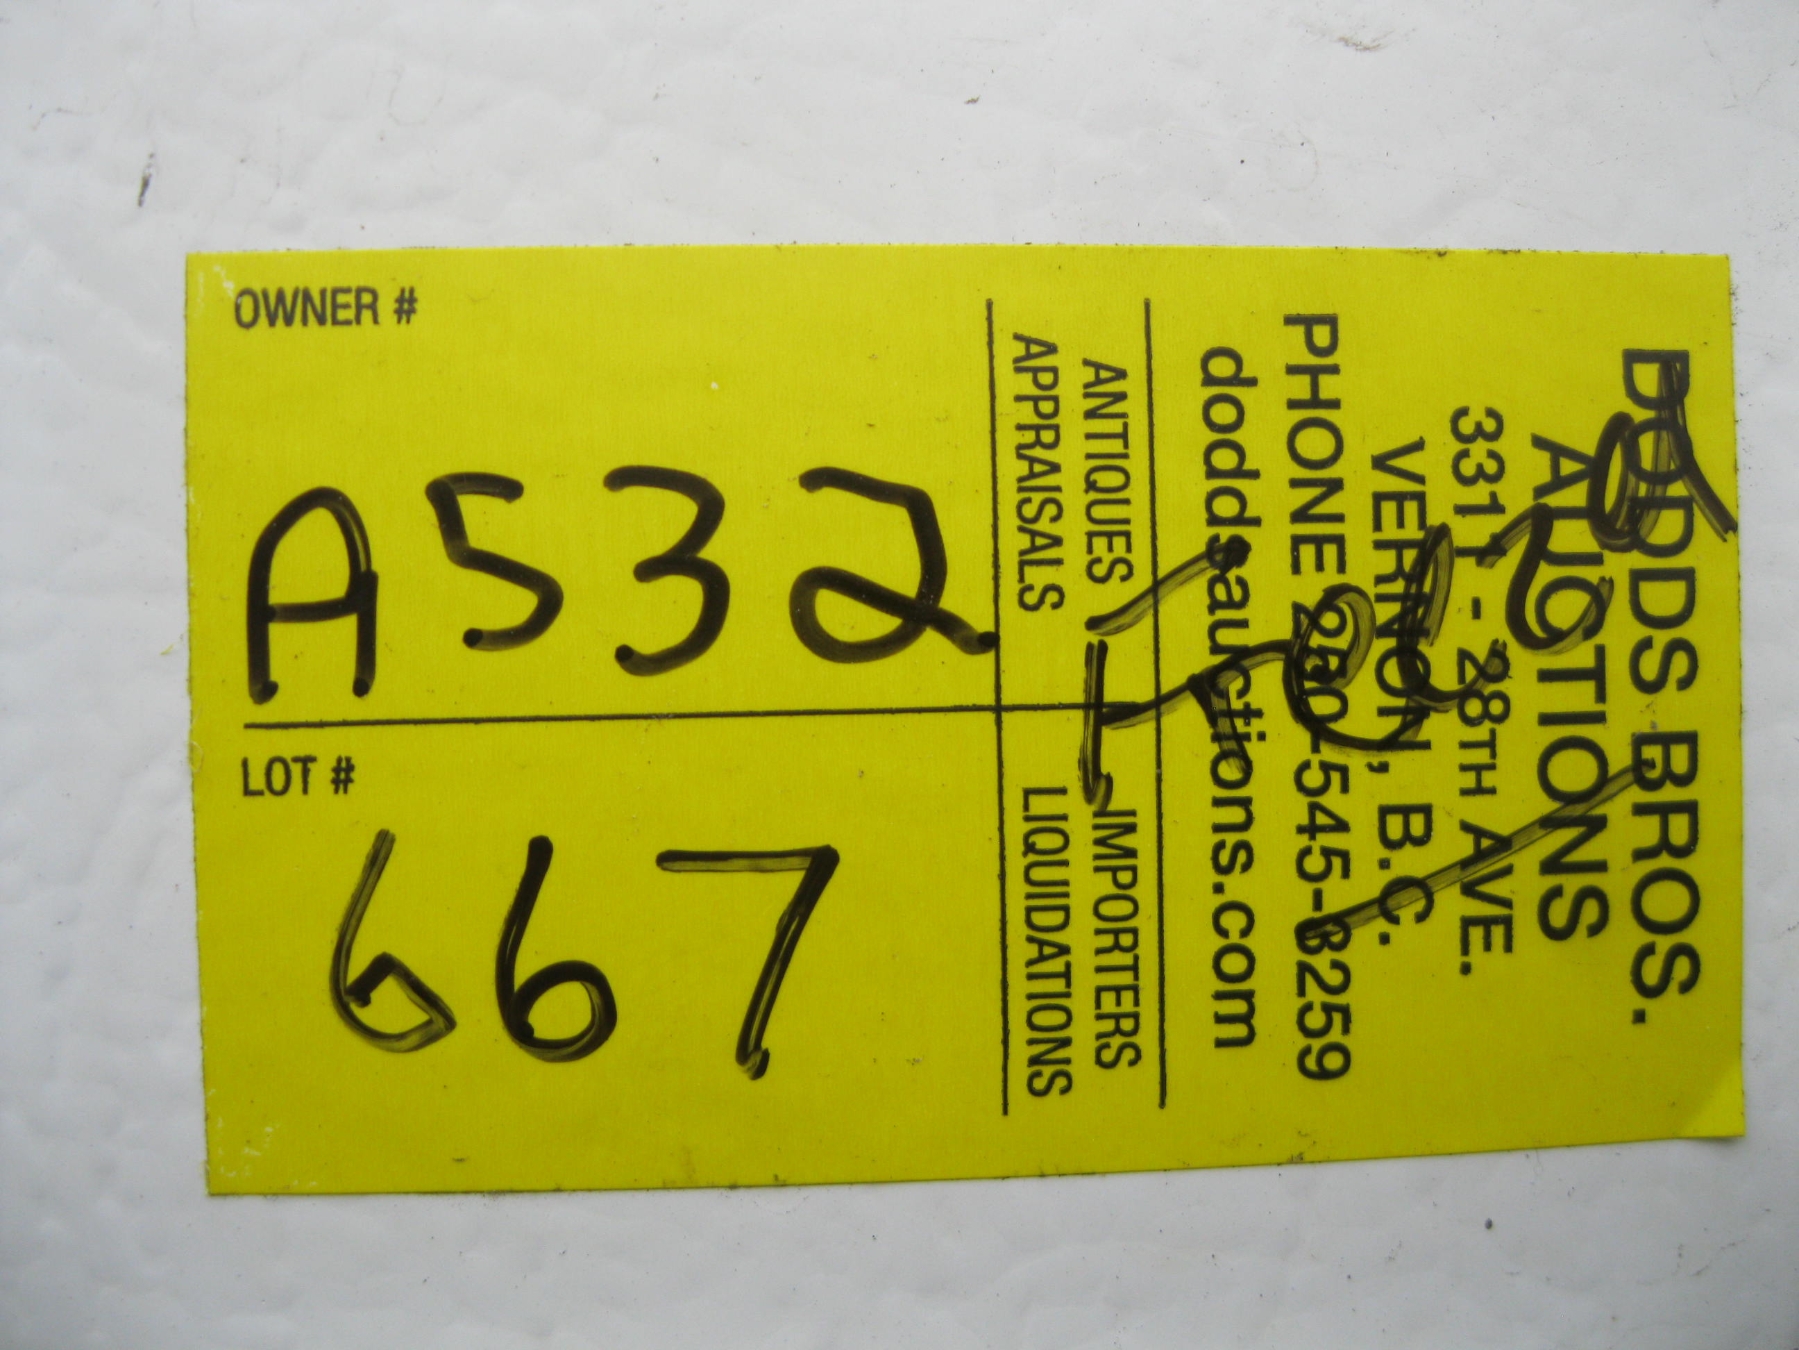 OWNER #
A532
LOT #
667
DODDS BROS.
AUCTIONS
3311 - 28TH AVE.
VERNON, B.C.
PHONE 250-545-3259
doddsauctions.com
ANTIQUES IMPORTERS
APPRAISALS LIQUIDATIONS